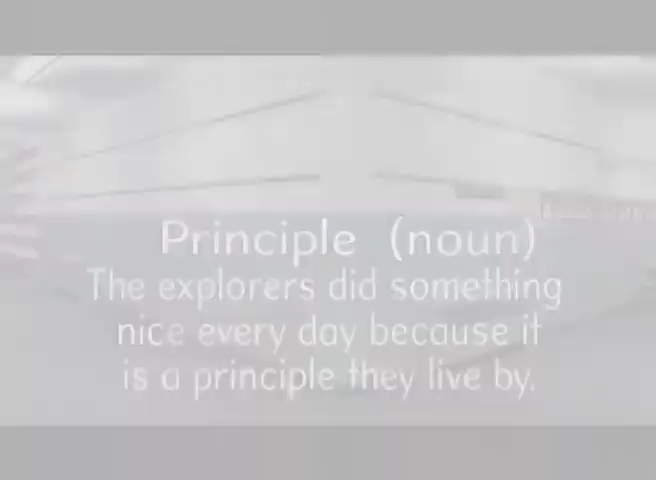 Principle (noun)
The explorers did something
nice every day because it
is a principle they live by.